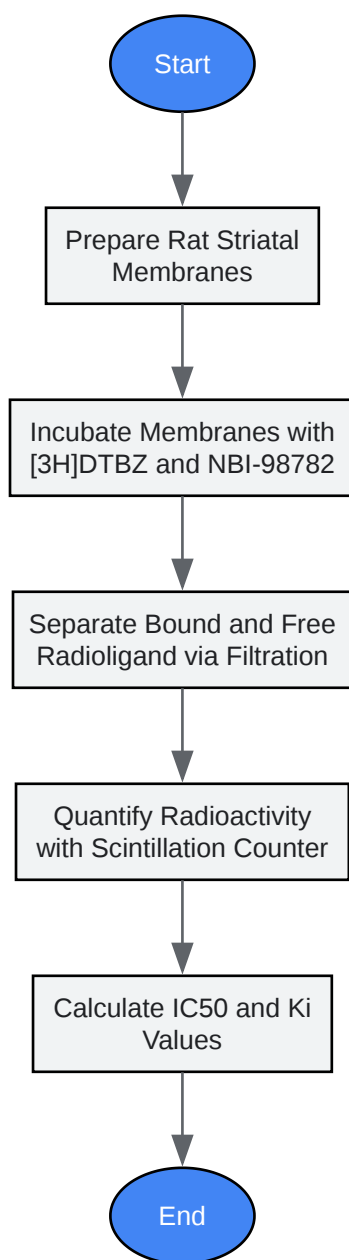 Start
Prepare Rat Striatal
Membranes
Incubate Membranes with
[3H]DTBZ and NBI-98782
Separate Bound and Free
Radioligand via Filtration
Quantify Radioactivity
with Scintillation Counter
Calculate IC50 and Ki
Values
End